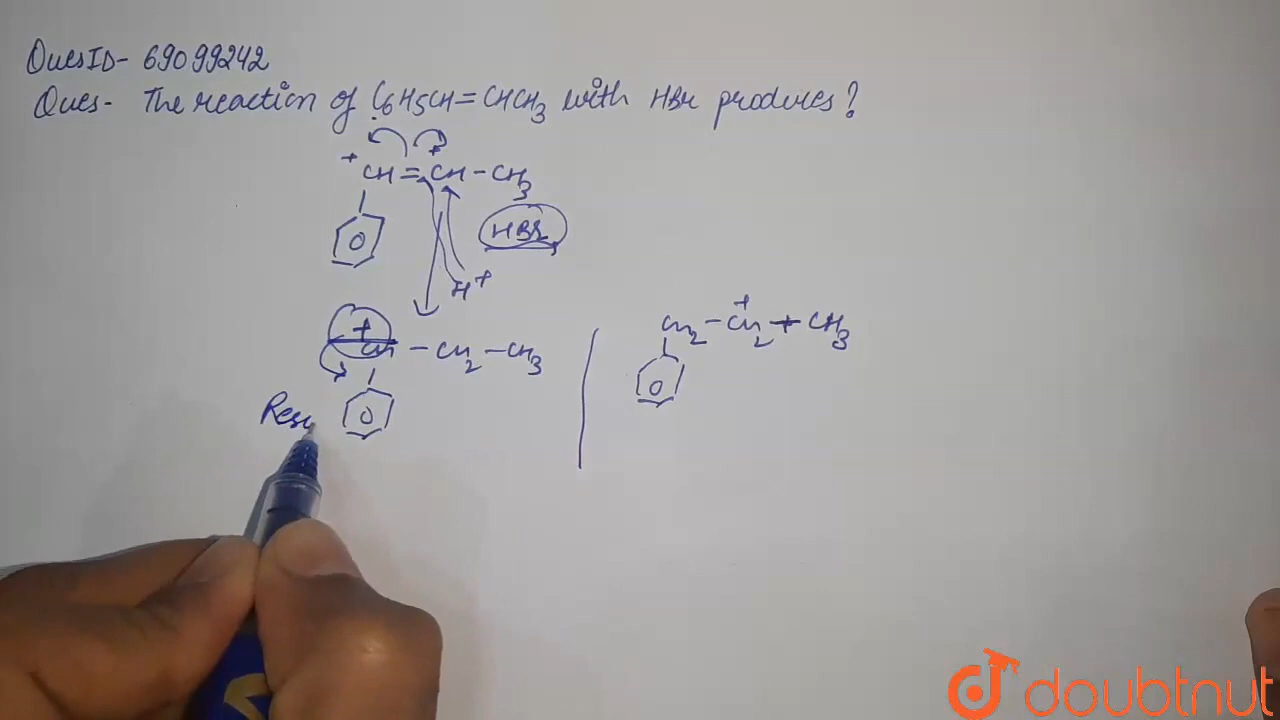 QuesID- 69099242
Ques- The reaction of C6H5CH=CHCH3 with HBr produces?
+ CH = CH - CH3
+
HBr
H+
+
CH - CH2 - CH3
+
CH2 - CH2 + CH3
Reso
doubtnut